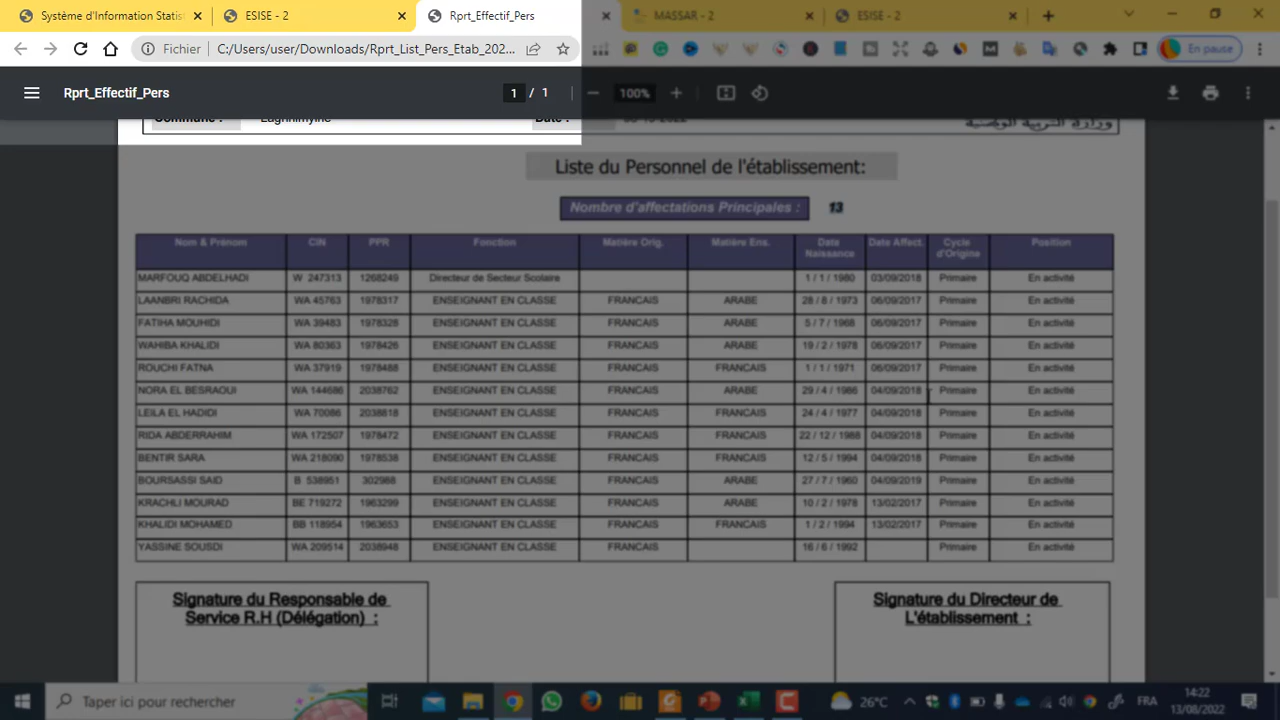 Système d'Information Statis
ESISE - 2
Rprt_Effectif_Pers
MASSAR - 2
ESISE - 2
Fichier
C:/Users/user/Downloads/Rprt_List_Pers_Etab_202...
En pause
Rprt_Effectif_Pers
1 / 1
100%
Commune :
Laghnimyine
Date :
وزارة التربية الوطنية
Liste du Personnel de l'établissement:
Nombre d'affectations Principales : 13
Nom & Prénom CIN PPR Fonction Matière Orig. Matière Ens. Date Naissance Date Affect. Cycle d'Origine Position
MARFOUQ ABDELHADI W 247313 1268249 Directeur de Secteur Scolaire 1 / 1 / 1980 03/09/2018 Primaire En activité
LAANBRI RACHIDA WA 45763 1978317 ENSEIGNANT EN CLASSE FRANCAIS ARABE 28 / 8 / 1973 06/09/2017 Primaire En activité
FATIHA MOUHIDI WA 39483 1978328 ENSEIGNANT EN CLASSE FRANCAIS ARABE 5 / 7 / 1968 06/09/2017 Primaire En activité
WAHIBA KHALIDI WA 80363 1978426 ENSEIGNANT EN CLASSE FRANCAIS ARABE 19 / 2 / 1978 06/09/2017 Primaire En activité
ROUCHI FATNA WA 37919 1978488 ENSEIGNANT EN CLASSE FRANCAIS FRANCAIS 1 / 1 / 1971 06/09/2017 Primaire En activité
NORA EL BESRAOUI WA 144686 2038762 ENSEIGNANT EN CLASSE FRANCAIS ARABE 29 / 4 / 1986 04/09/2018 Primaire En activité
LEILA EL HADIDI WA 70086 2038818 ENSEIGNANT EN CLASSE FRANCAIS FRANCAIS 24 / 4 / 1977 04/09/2018 Primaire En activité
RIDA ABDERRAHIM WA 172507 1978472 ENSEIGNANT EN CLASSE FRANCAIS FRANCAIS 22 / 12 / 1988 04/09/2018 Primaire En activité
BENTIR SARA WA 218090 1978538 ENSEIGNANT EN CLASSE FRANCAIS FRANCAIS 12 / 5 / 1994 04/09/2018 Primaire En activité
BOURSASSI SAID B 538951 302988 ENSEIGNANT EN CLASSE FRANCAIS ARABE 27 / 7 / 1960 04/09/2019 Primaire En activité
KRACHLI MOURAD BE 719272 1963299 ENSEIGNANT EN CLASSE FRANCAIS ARABE 10 / 2 / 1978 13/02/2017 Primaire En activité
KHALIDI MOHAMED BB 118954 1963653 ENSEIGNANT EN CLASSE FRANCAIS FRANCAIS 1 / 2 / 1994 13/02/2017 Primaire En activité
YASSINE SOUSDI WA 209514 2038948 ENSEIGNANT EN CLASSE FRANCAIS 16 / 6 / 1992 Primaire En activité
Signature du Responsable de
Service R.H (Délégation) :
Signature du Directeur de
L'établissement :
Taper ici pour rechercher
26°C
FRA
14:22
13/08/2022